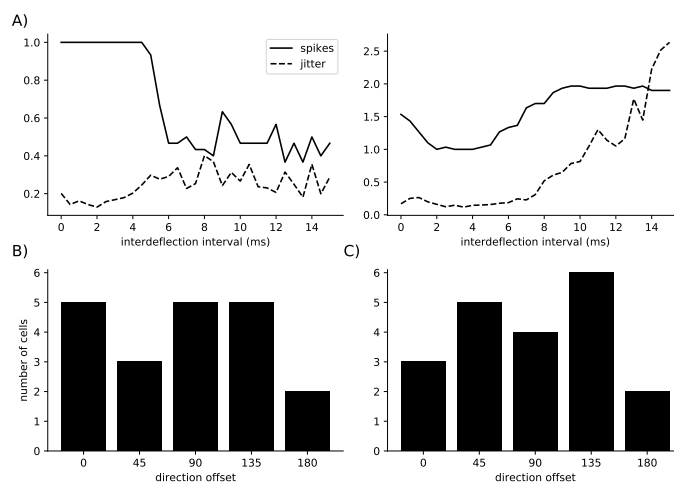 A)
1.0
0.8
0.6
0.4
0.2
spikes
jitter
0 2 4 6 8 10 12 14
interdeflection interval (ms)
2.5
2.0
1.5
1.0
0.5
0.0
0 2 4 6 8 10 12 14
interdeflection interval (ms)
B)
number of cells
6
5
4
3
2
1
0
0 45 90 135 180
direction offset
C)
6
5
4
3
2
1
0
0 45 90 135 180
direction offset